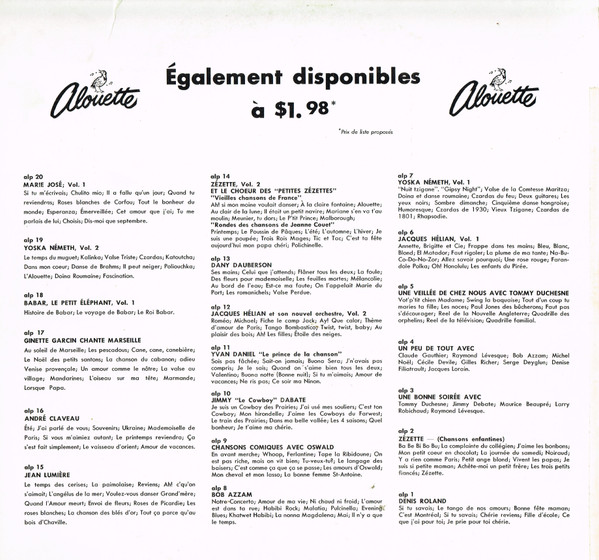 Alouette
Également disponibles
à $1.98*
Alouette
*Prix de liste proposés
alp 20
MARIE JOSÉ; Vol. 1
Si tu m'écrivais; Chulito mio; Il a fallu qu'un jour; Quand tu
reviendras; Roses blanches de Corfou; Tout le bonheur du
monde; Esperanza; Émerveillée; Cet amour que j'ai; Tu me
parlais de lui; Choisis; Dis-moi que septembre.
alp 19
YOSKA NÉMETH, Vol. 2
Le temps du muguet; Kalinka; Valse Triste; Czardas; Katoutcha;
Dans mon coeur; Danse de Brahms; Il peut neiger; Polioachka;
L'Alouette; Doina Roumaine; Fascination.
alp 18
BABAR, LE PETIT ÉLÉPHANT, Vol. 1
Histoire de Babar; Le voyage de Babar; Le Roi Babar.
alp 17
GINETTE GARCIN CHANTE MARSEILLE
Au soleil de Marseille; Les pescadous; Cane, cane, canebière;
Le Noël des petits santons; La chanson du cabanon; adieu
Venise provençale; Un amour comme le nôtre; La valse au
village; Mandarines; L'oiseau sur ma tête; Marmande;
Lorsque Papa.
alp 16
ANDRÉ CLAVEAU
Été; J'ai parlé de vous; Souvenirs; Ukraine; Mademoiselle de
Paris; Si vous m'aimiez autant; Le printemps reviendra; Ça
s'est fait simplement; Le vaisseau d'orient; Amour de vacances.
alp 15
JEAN LUMIÈRE
Le temps des cerises; La paimolaise; Reviens; Ah! c'qu'on
s'aimait; L'angélus de la mer; Voulez-vous danser Grand'mère;
Quand l'Amour meurt; Envoi de fleurs; Roses de Picardie; Les
roses blanches; La chanson des blés d'or; Tout ça parce qu'au
bois d'Chaville.
alp 14
ZÉZETTE, Vol. 2
ET LE CHOEUR DES "PETITES ZÉZETTES"
"Vieilles chansons de France"
Ah! si mon moine voulait danser; À la claire fontaine; Alouette;
Au clair de la lune; Il était un petit navire; Marione s'en va t'au
moulin; Meunier, tu dors; Le P'tit Prince; Malborough;
"Rondes des chansons de Jeanne Couet"
Printemps; Le Poussin de Pâques; L'été; L'automne; L'hiver; Je
suis une poupée; Trois Rois Mages; Tic et Tac; C'est ta fête
aujourd'hui mon papa chéri; Polichinelle.
alp 13
DANY DAUBERSON
Ses mains; Celui que j'attends; Flâner tous les deux; La foule;
Des fleurs pour mademoiselle; Les feuilles mortes; Mélancolie;
Au bord de l'eau; Est-ce ma faute; On l'appelait Marie du
Port; Les romanichels; Valse Perdue.
alp 12
JACQUES HÉLIAN et son nouvel orchestre, Vol. 2
Roméo; Michael; Fiche le camp Jack; Ay! Que calor; Thème
d'amour de Paris; Tango Bombastico; Twist, twist, baby; Au
plaisir des bois; Ah! Les filles; Étoile des neiges.
alp 11
YVAN DANIEL "Le prince de la chanson"
Sois pas fâchée; Sait-on jamais; Buona Sera; J'n'avais pas
compris; Je le sais; Quand on s'aime bien tous les deux;
Valentino, Buona notte (Bonne nuit); Si tu m'aimais; Amour de
vacances; Ne ris pas; Ce soir ma Ninon.
alp 10
JIMMY "Le Cowboy" DABATE
Je suis un Cowboy des Prairies; J'ai usé mes souliers; C'est ton
Cowboy; Mon hirondelle; J'aime les Cowboys du Farwest;
Le train des Prairies; Dans ma belle vallée; Les 4 saisons; Quel
bonheur; Je t'aime ma chérie.
alp 9
CHANSONS COMIQUES AVEC OSWALD
En avant merche; Whoop, Ferlantine; Tape la Ribidoune; On
est pas riche, mais on vit bien; Tu-veux-tu?; Le langage des
baisers; C'est comme ça que ça se passe; Les amours d'Oswald;
Mon cheval et mon lasso; La bonne femme St-Antoine.
alp 8
BOB AZZAM
Notre-Concerto; Amour de ma vie; Ni chaud ni froid; L'amour
est dans ta rue; Habibi Rock; Malatia; Pulcinella; Evening
Blues; Khatwet Habibi; La nonna Magdalena; Mai; Il n'y a que
le temps.
alp 7
YOSKA NÉMETH, Vol. 1
"Nuit tzigane", "Gipsy Night"; Valse de la Comtesse Maritza;
Doina et danse roumaine; Czardas du feu; Deux guitares; Les
yeux noirs; Sombre dimanche; Cinquième danse hongroise;
Humoresque; Czardas de 1930; Vieux Tzigane; Czardas de
1801; Rhapsodie.
alp 6
JACQUES HÉLIAN, Vol. 1
Annette, Brigitte et Cie; Frappe dans tes mains; Bleu, Blanc,
Blond; El Matador; Faut rigoler; La plume de ma tante; Na-Bu-
Co-Do-No-Zor; Allez savoir pourquoi; Une rose rouge; Faran-
dole Polka; Oh! Honolulu; Les enfants du Pirée.
alp 5
UNE VEILLÉE DE CHEZ NOUS AVEC TOMMY DUCHESNE
Vot'p'tit chien Madame; Swing la baquaise; Tout d'un coup tu
maries ta fille; Les noces; Paul Jones des bûcherons; Faut pas
s'décourager; Reel de la Nouvelle Angleterre; Quadrille des
orphelins; Reel de la télévision; Quadrille familial.
alp 4
UN PEU DE TOUT AVEC
Claude Gauthier; Raymond Lévesque; Bob Azzam; Michel
Noël; Cécile Devile; Gilles Richer; Serge Deyglun; Denise
Filiatrault; Jacques Lorain.
alp 3
UNE BONNE SOIRÉE AVEC
Tommy Duchesne; Jimmy Debate; Maurice Beaupré; Larry
Robichaud; Raymond Lévesque.
alp 2
ZÉZETTE — (Chansons enfantines)
Ba Be Bi Bo Bu; La complainte du collégien; J'aime les bonbons;
Mon petit coeur en chocolat; La journée du samedi; Noiraud;
Y a rien comme Paris; Petit ange blond; Vivent les papas; Je
suis si petite maman; Achète-moi un petit frère; Les trois petits
fiancés; Zézette.
alp 1
DENIS ROLAND
Si tu savais; Le tango de nos amours; Bonne fête maman;
C'est Montréal; Si tu savais; Chérie reviens; Fille d'école, Ce
que j'ai pour toi; Je prie pour toi chérie.